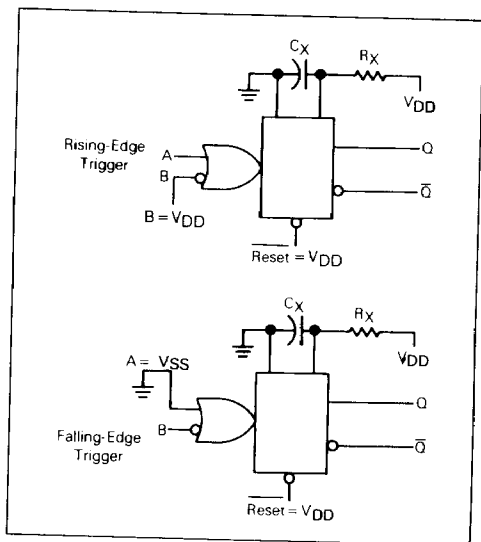 CX
RX
VDD
Rising-Edge
Trigger
A
B
Q
Q̅
B = VDD
Reset = VDD
CX
RX
VDD
A = VSS
Q
B
Q̅
Falling-Edge
Trigger
Reset = VDD